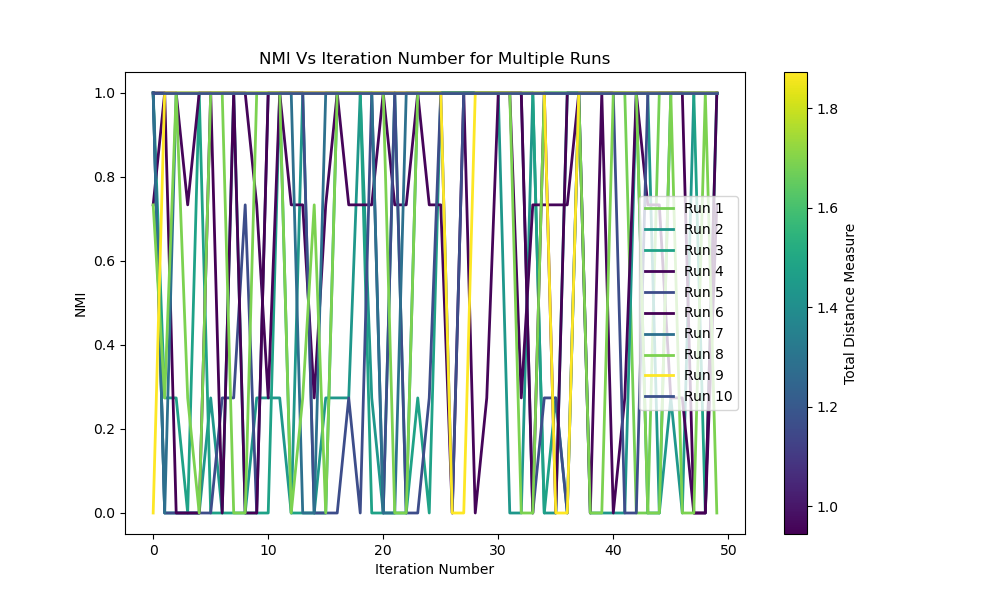 NMI Vs Iteration Number for Multiple Runs
1.0
0.8
0.6
0.4
0.2
0.0
NMI
0
10
20
30
40
50
Iteration Number
Run 1
Run 2
Run 3
Run 4
Run 5
Run 6
Run 7
Run 8
Run 9
Run 10
1.8
1.6
1.4
1.2
1.0
Total Distance Measure